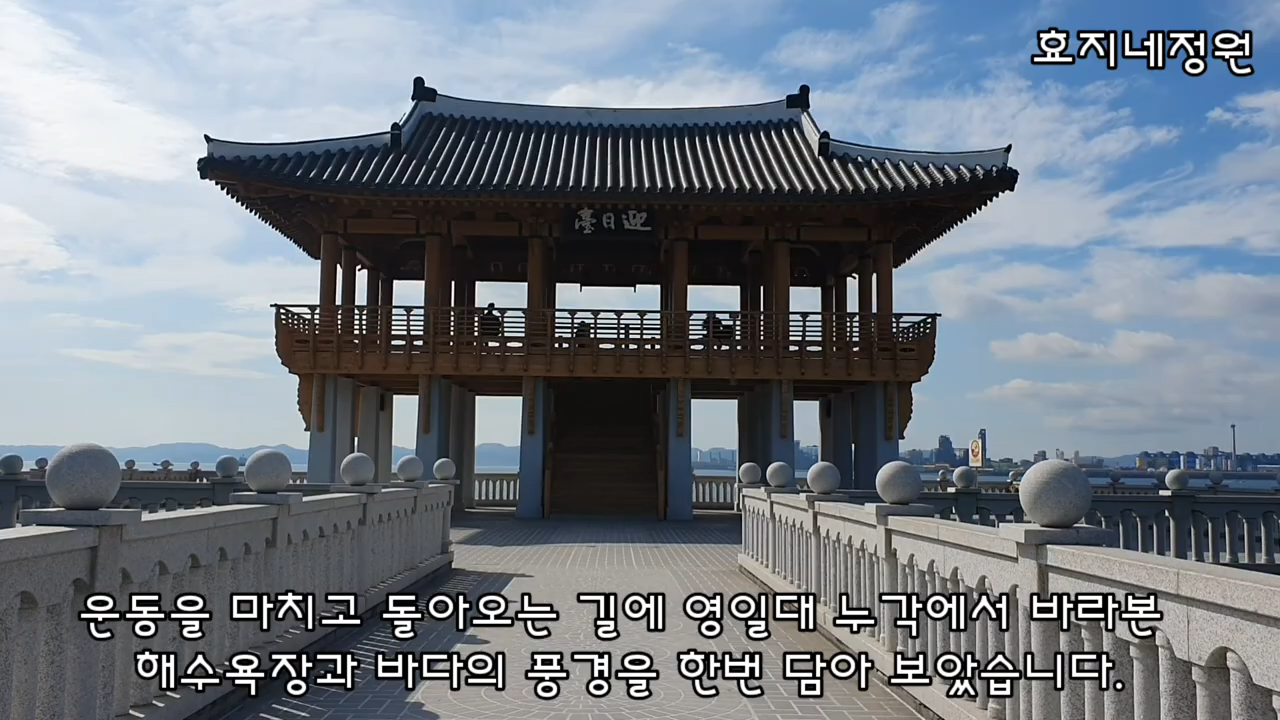 효지네정원
臺日迎
운동을 마치고 돌아오는 길에 영일대 누각에서 바라본
해수욕장과 바다의 풍경을 한번 담아 보았습니다.